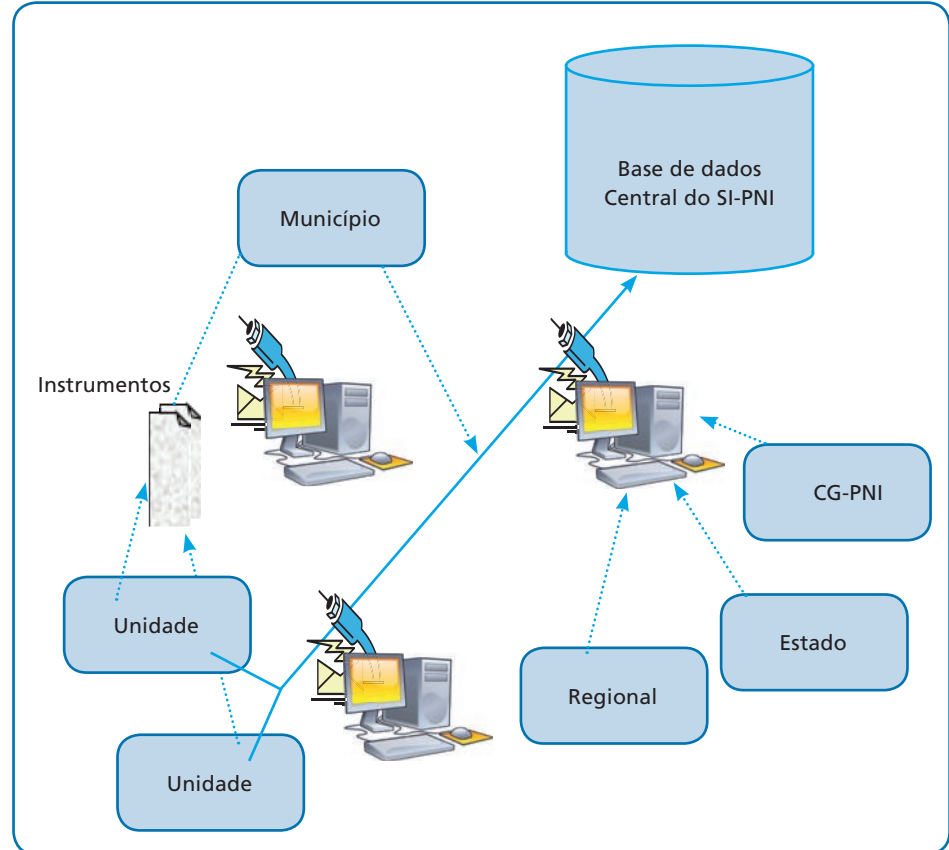 Base de dados
Central do SI-PNI
Município
Instrumentos
CG-PNI
Unidade
Estado
Regional
Unidade